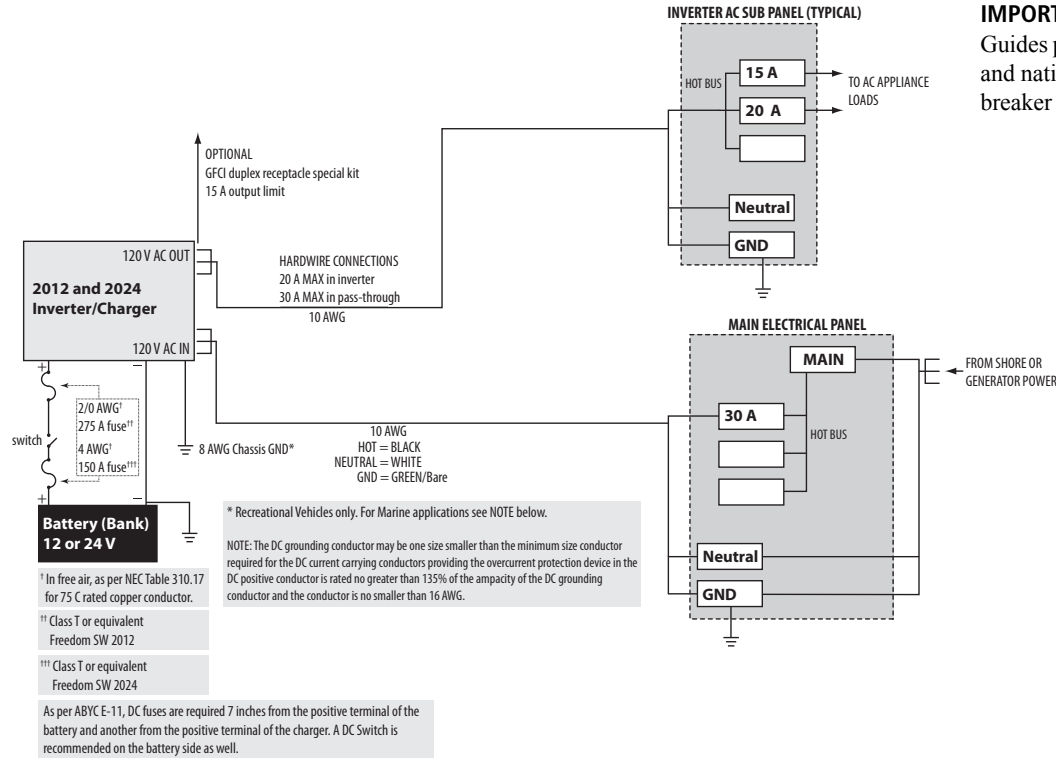 INVERTER AC SUB PANEL (TYPICAL)
HOT BUS
15 A
20 A
TO AC APPLIANCE
LOADS
Neutral
GND
IMPORT
Guides p
and nati
breaker
OPTIONAL
GFCI duplex receptacle special kit
15 A output limit
120 V AC OUT
2012 and 2024
Inverter/Charger
120 V AC IN
HARDWIRE CONNECTIONS
20 A MAX in inverter
30 A MAX in pass-through
10 AWG
MAIN ELECTRICAL PANEL
MAIN
30 A
HOT BUS
Neutral
GND
FROM SHORE OR
GENERATOR POWER
+
–
switch
2/0 AWG†
275 A fuse††
4 AWG†
150 A fuse†††
+
–
8 AWG Chassis GND*
10 AWG
HOT = BLACK
NEUTRAL = WHITE
GND = GREEN/Bare
Battery (Bank)
12 or 24 V
* Recreational Vehicles only. For Marine applications see NOTE below.
NOTE: The DC grounding conductor may be one size smaller than the minimum size conductor
required for the DC current carrying conductors providing the overcurrent protection device in the
DC positive conductor is rated no greater than 135% of the ampacity of the DC grounding
conductor and the conductor is no smaller than 16 AWG.
† In free air, as per NEC Table 310.17
for 75 C rated copper conductor.
†† Class T or equivalent
Freedom SW 2012
††† Class T or equivalent
Freedom SW 2024
As per ABYC E-11, DC fuses are required 7 inches from the positive terminal of the
battery and another from the positive terminal of the charger. A DC Switch is
recommended on the battery side as well.